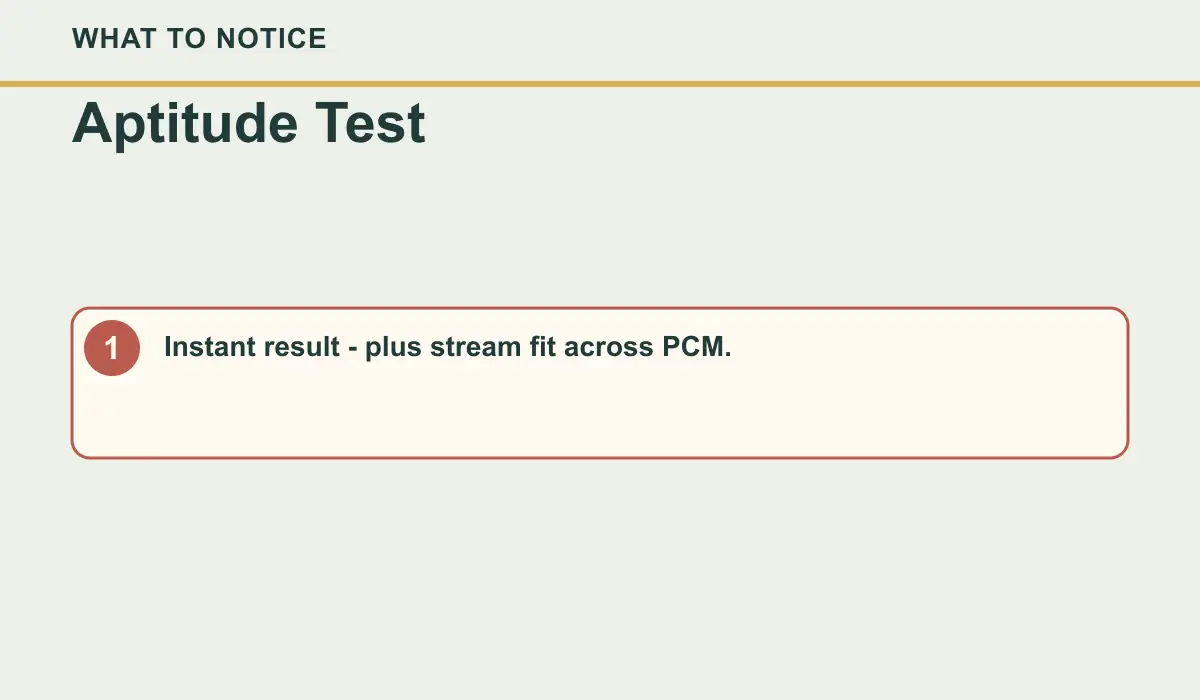 WHAT TO NOTICE
Aptitude Test
1
Instant result - plus stream fit across PCM.